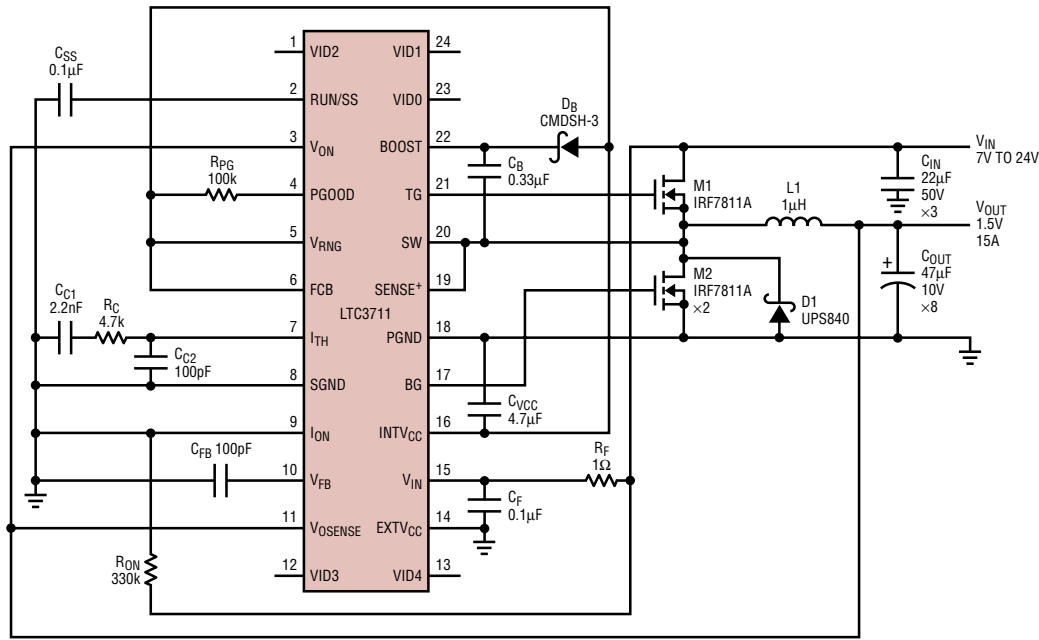 CSS
0.1µF
1
VID2
2
RUN/SS
3
VON
RPG
100k
4
PGOOD
5
VRNG
6
FCB
CC1
2.2nF
RC
4.7k
7
ITH
CC2
100pF
8
SGND
9
ION
CFB 100pF
10
VFB
11
VOSENSE
RON
330k
12
VID3
LTC3711
24
VID1
23
VID0
22
BOOST
21
TG
20
SW
19
SENSE+
18
PGND
17
BG
16
INTVCC
15
VIN
14
EXTVCC
13
VID4
DB
CMDSH-3
CB
0.33µF
M1
IRF7811A
L1
1µH
M2
IRF7811A
×2
D1
UPS840
CVCC
4.7µF
RF
1Ω
CF
0.1µF
VIN
7V TO 24V
CIN
22µF
50V
×3
VOUT
1.5V
15A
+
COUT
47µF
10V
×8